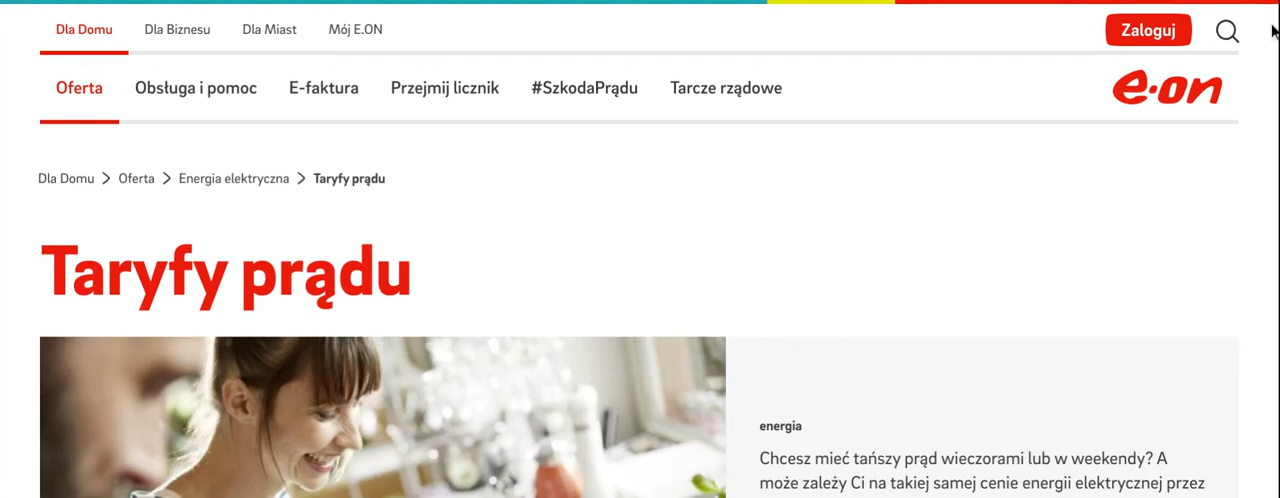 Dla Domu Dla Biznesu Dla Miast Mój E.ON Zaloguj
Oferta Obsługa i pomoc E-faktura Przejmij licznik #SzkodaPrądu Tarcze rządowe e·on
Dla Domu > Oferta > Energia elektryczna > Taryfy prądu
Taryfy prądu
energia
Chcesz mieć tańszy prąd wieczorami lub w weekendy? A
może zależy Ci na takiej samej cenie energii elektrycznej przez